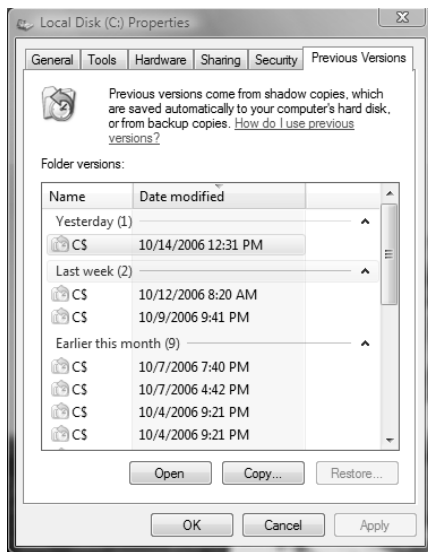 Local Disk (C:) Properties
General Tools Hardware Sharing Security Previous Versions
Previous versions come from shadow copies, which
are saved automatically to your computer's hard disk,
or from backup copies. How do I use previous
versions?
Folder versions:
Name Date modified
Yesterday (1)
C$ 10/14/2006 12:31 PM
Last week (2)
C$ 10/12/2006 8:20 AM
C$ 10/9/2006 9:41 PM
Earlier this month (9)
C$ 10/7/2006 7:40 PM
C$ 10/7/2006 4:42 PM
C$ 10/4/2006 9:21 PM
C$ 10/4/2006 9:21 PM
Open Copy... Restore...
OK Cancel Apply